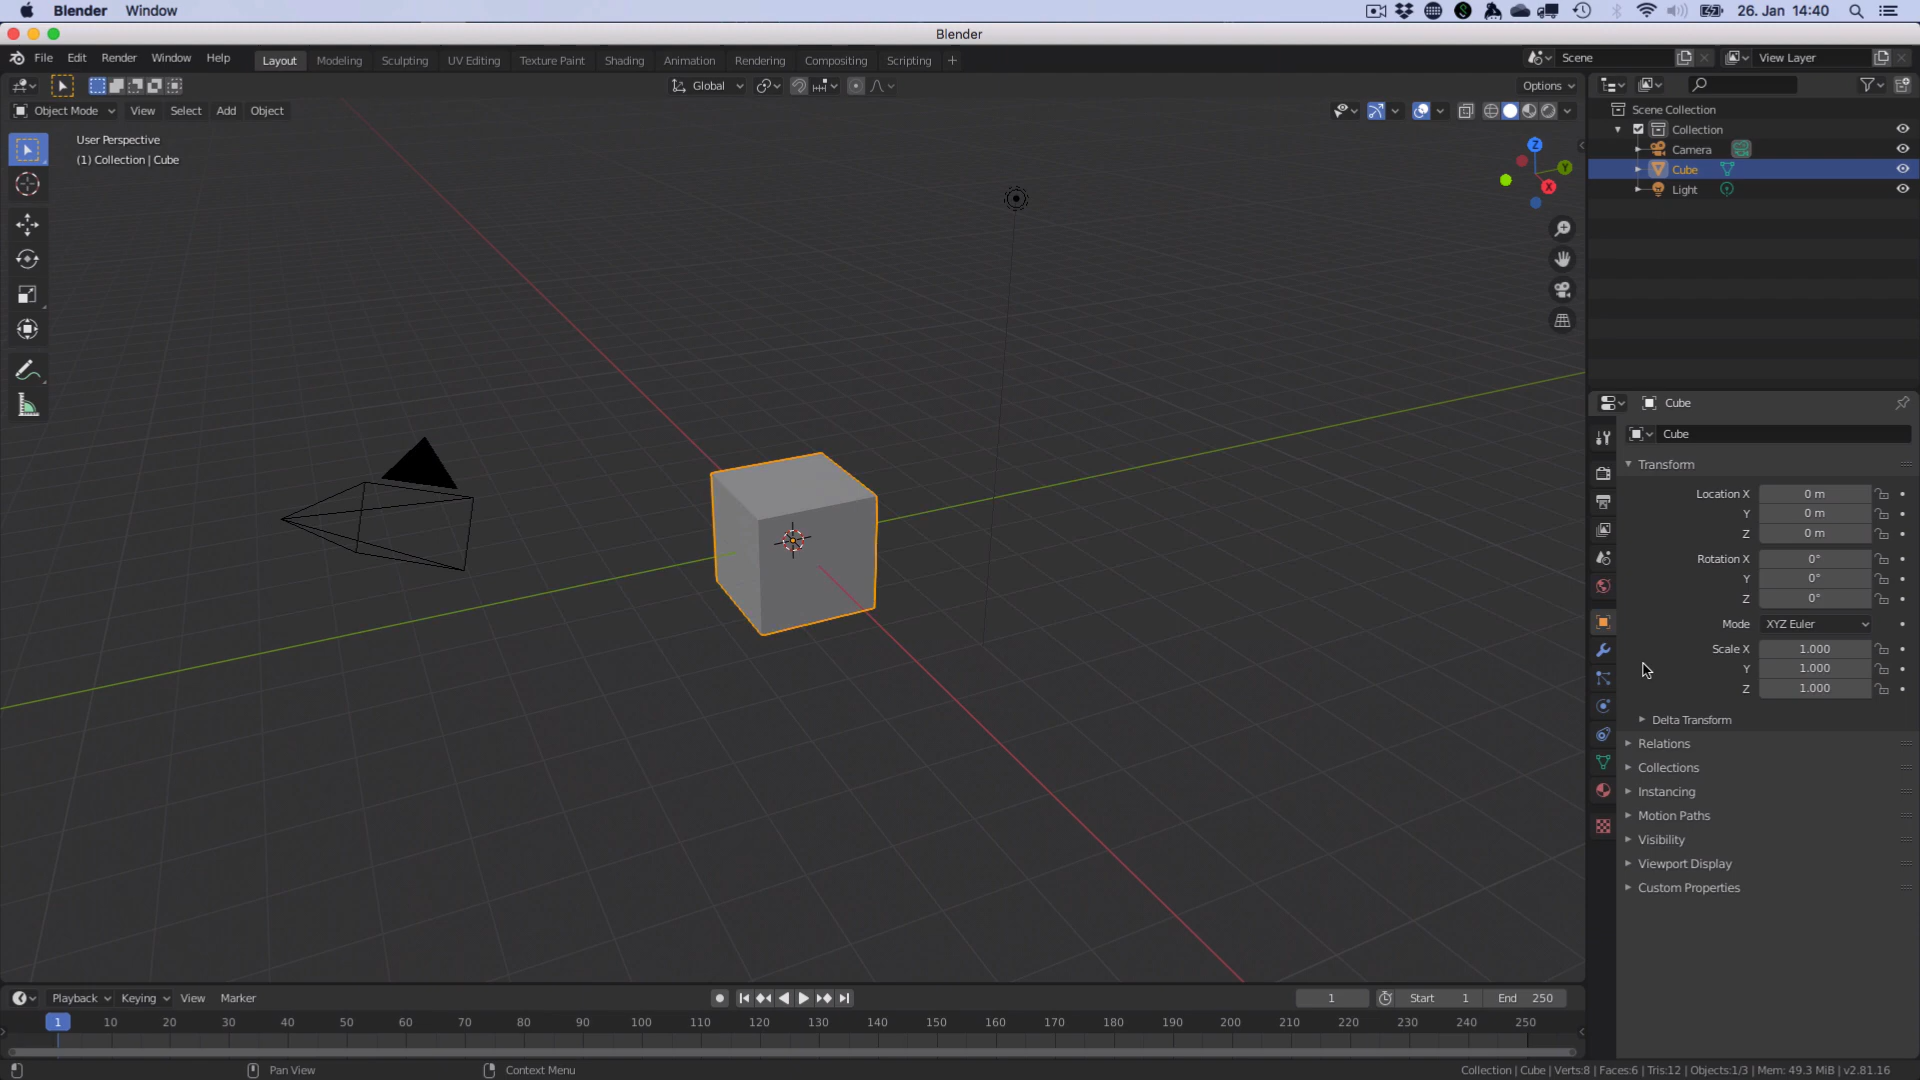 Blender Window 26. Jan 14:40
Blender
File Edit Render Window Help Layout Modeling Sculpting UV Editing Texture Paint Shading Animation Rendering Compositing Scripting + Scene View Layer
Global Options
Object Mode View Select Add Object
User Perspective
(1) Collection | Cube
Z
Y
X
Scene Collection
Collection
Camera
Cube
Light
Cube
Cube
Transform
Location X 0 m
Y 0 m
Z 0 m
Rotation X 0°
Y 0°
Z 0°
Mode XYZ Euler
Scale X 1.000
Y 1.000
Z 1.000
Delta Transform
Relations
Collections
Instancing
Motion Paths
Visibility
Viewport Display
Custom Properties
Playback Keying View Marker 1 Start 1 End 250
1 10 20 30 40 50 60 70 80 90 100 110 120 130 140 150 160 170 180 190 200 210 220 230 240 250
Pan View Context Menu Collection | Cube | Verts:8 | Faces:6 | Tris:12 | Objects:1/3 | Mem: 49.3 MiB | v2.81.16